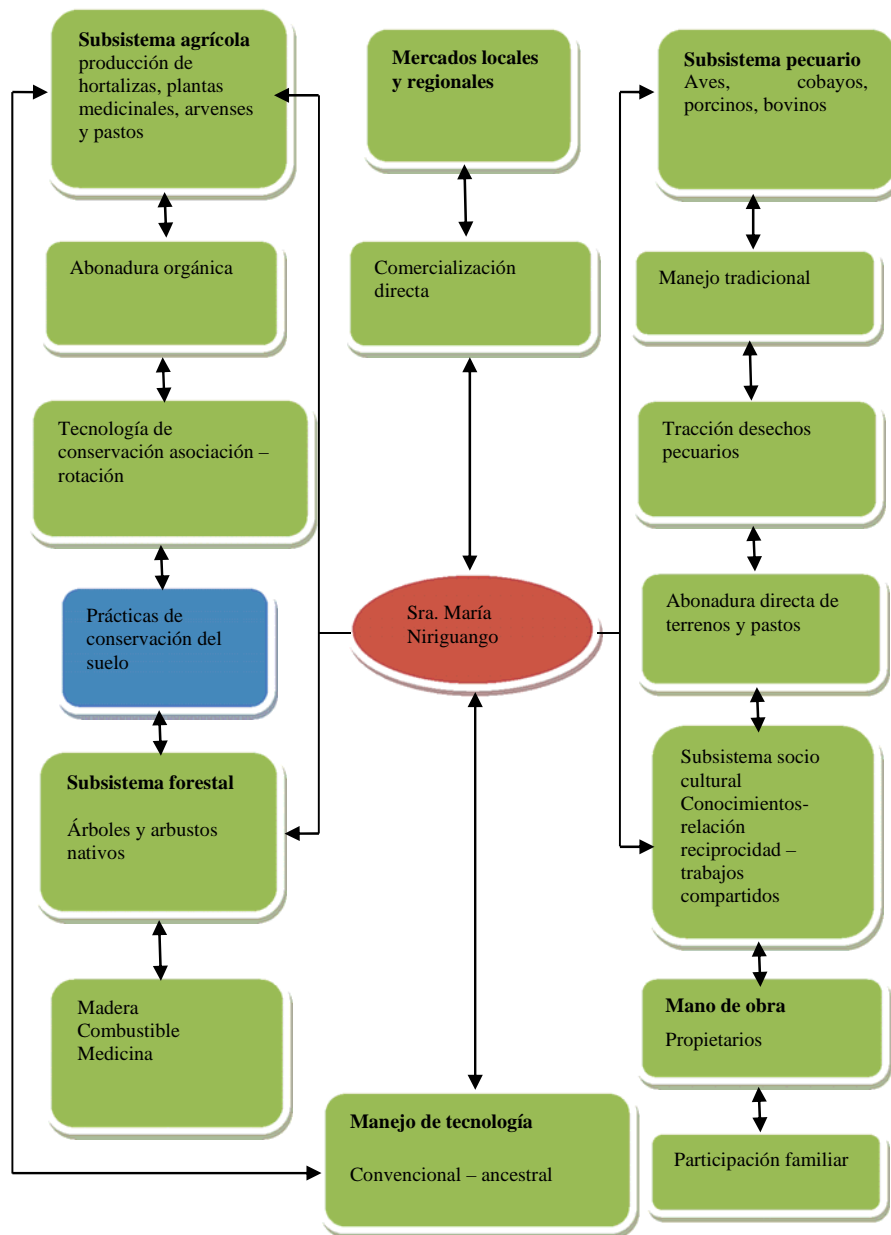 Subsistema agrícola
producción de
hortalizas, plantas
medicinales, arvenses
y pastos
Abonadura orgánica
Tecnología de
conservación asociación –
rotación
Prácticas de
conservación del
suelo
Subsistema forestal
Árboles y arbustos
nativos
Madera
Combustible
Medicina
Mercados locales
y regionales
Comercialización
directa
Sra. María
Niriguango
Manejo de tecnología
Convencional – ancestral
Subsistema pecuario
Aves, cobayos,
porcinos, bovinos
Manejo tradicional
Tracción desechos
pecuarios
Abonadura directa de
terrenos y pastos
Subsistema socio
cultural
Conocimientos-
relación
reciprocidad –
trabajos
compartidos
Mano de obra
Propietarios
Participación familiar